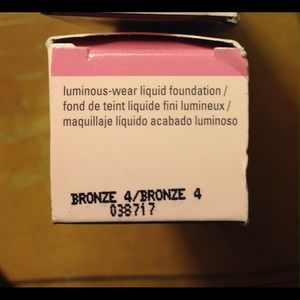 luminous-wear liquid foundation /
fond de teint liquide fini lumineux /
maquillaje líquido acabado luminoso
BRONZE 4/BRONZE 4
038717